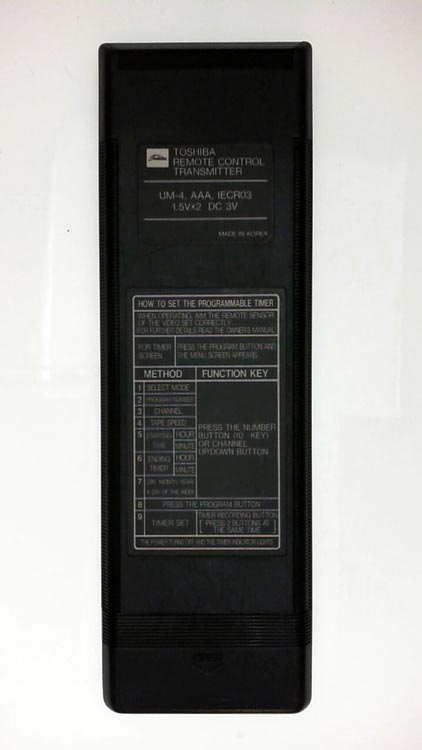 Toshiba
TOSHIBA
REMOTE CONTROL
TRANSMITTER
UM-4, AAA, IECR03
1.5V×2 DC 3V
MADE IN KOREA
HOW TO SET THE PROGRAMMABLE TIMER
WHEN OPERATING, AIM THE REMOTE SENSOR
OF THE VIDEO SET CORRECTLY.
FOR FURTHER DETAILS READ THE OWNERS MANUAL
FOR TIMER
SCREEN
PRESS THE PROGRAM BUTTON AND
THE MENU SCREEN APPEARS
METHOD FUNCTION KEY
1 SELECT MODE
2 PROGRAM NUMBER
3 CHANNEL
4 TAPE SPEED
5 STARTING TIME HOUR
MINUTE
6 ENDING TIMER HOUR
MINUTE
7 DAY, MONTH, YEAR
& DAY OF THE WEEK
PRESS THE NUMBER
BUTTON (10 KEY)
OR CHANNEL
UP/DOWN BUTTON
8 PRESS THE PROGRAM BUTTON
9 TIMER SET
TIMER RECORDING BUTTON
[ PRESS 2 BUTTONS AT
THE SAME TIME ]
THE POWER TURNS OFF AND THE TIMER INDICATOR LIGHTS
OPEN